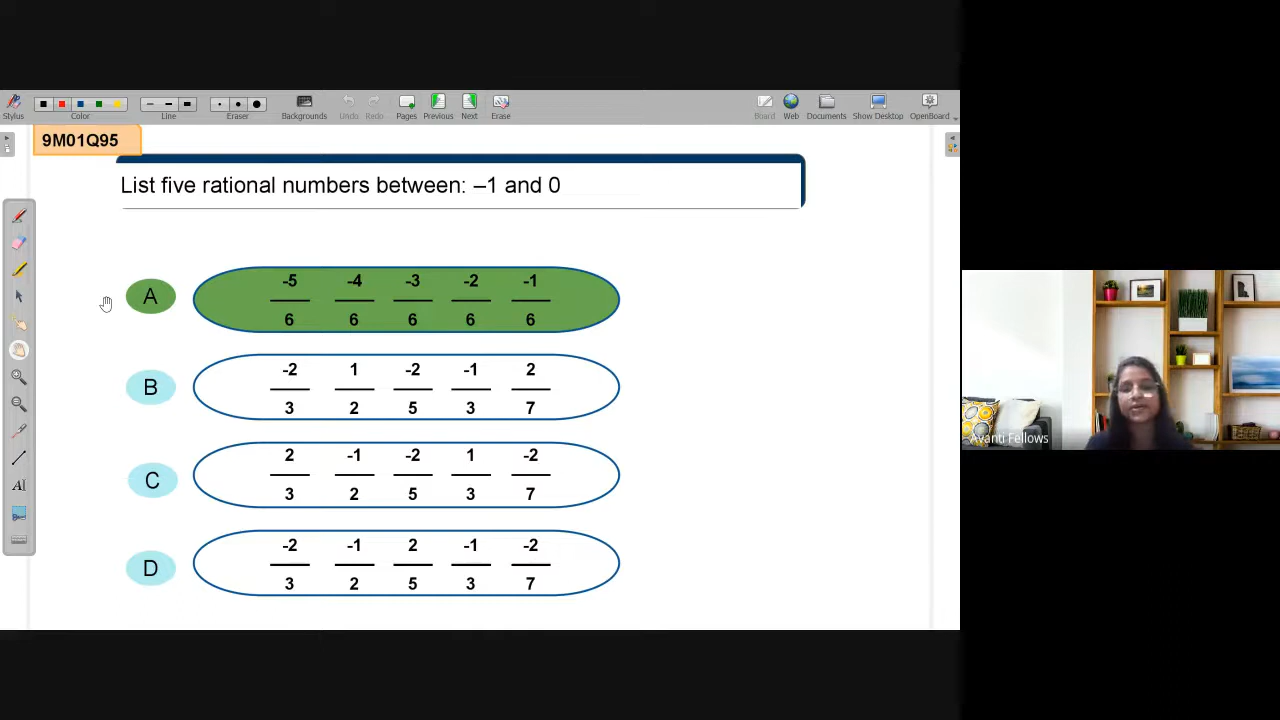 Stylus Color Line Eraser Backgrounds Undo Redo Pages Previous Next Erase Board Web Documents Show Desktop OpenBoard
9M01Q95
List five rational numbers between: –1 and 0
A
-5 -4 -3 -2 -1
6 6 6 6 6
B
-2 1 -2 -1 2
3 2 5 3 7
C
2 -1 -2 1 -2
3 2 5 3 7
D
-2 -1 2 -1 -2
3 2 5 3 7
AI
Avanti Fellows